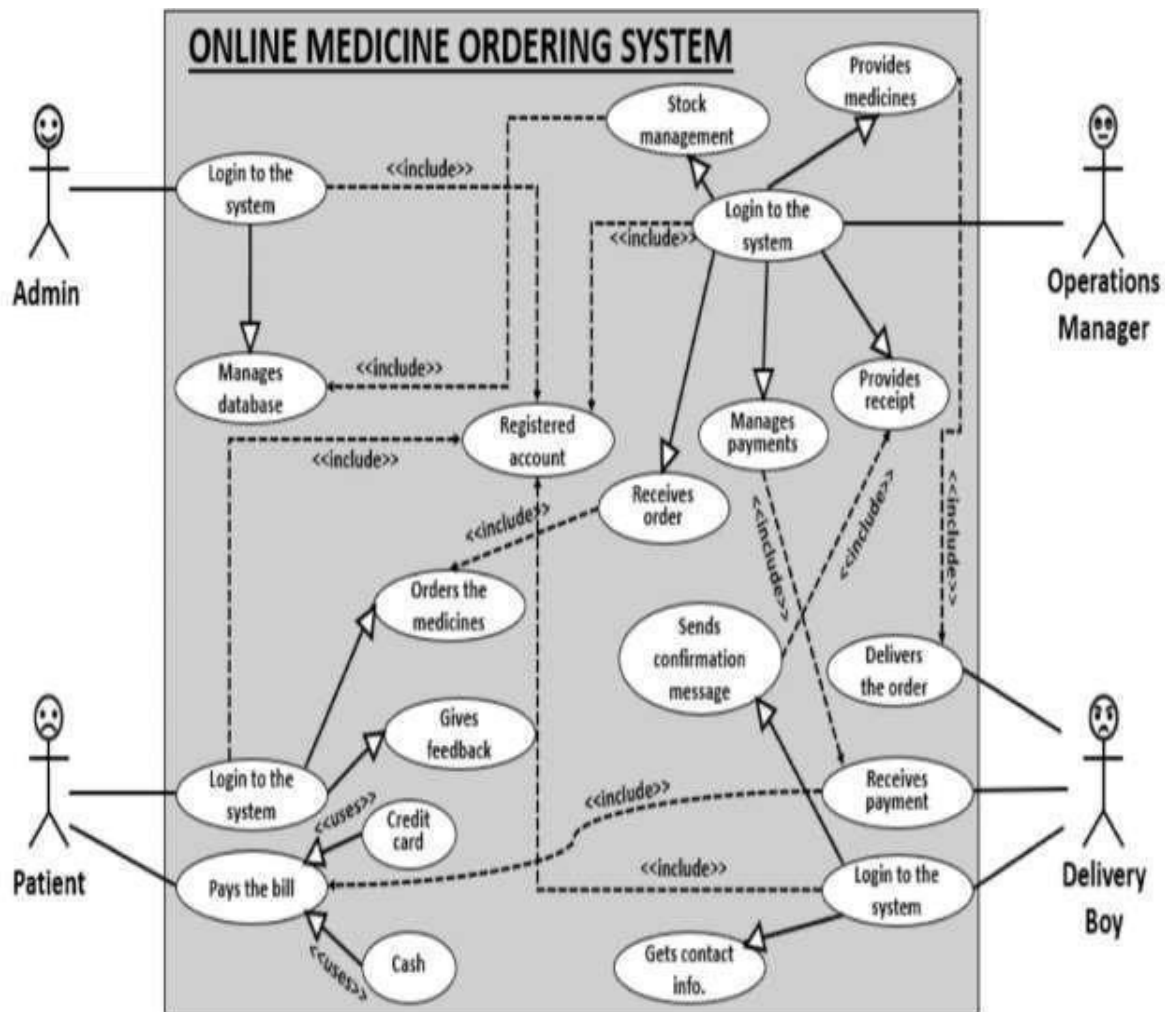 ONLINE MEDICINE ORDERING SYSTEM
Provides
medicines
Stock
management
Login to the
system
<<include>>
Login to the
system
<<include>>
Admin
Operations
Manager
Manages
database
<<include>>
Provides
receipt
Registered
account
Manages
payments
<<include>>
Receives
order
<<include>>
<<include>>
<<include>>
<<include>>
Orders the
medicines
Sends
confirmation
message
Delivers
the order
Gives
feedback
Login to the
system
<<uses>>
Credit
card
<<include>>
Receives
payment
Patient
Pays the bill
<<include>>
Login to the
system
Delivery
Boy
Cash
<<uses>>
Gets contact
info.